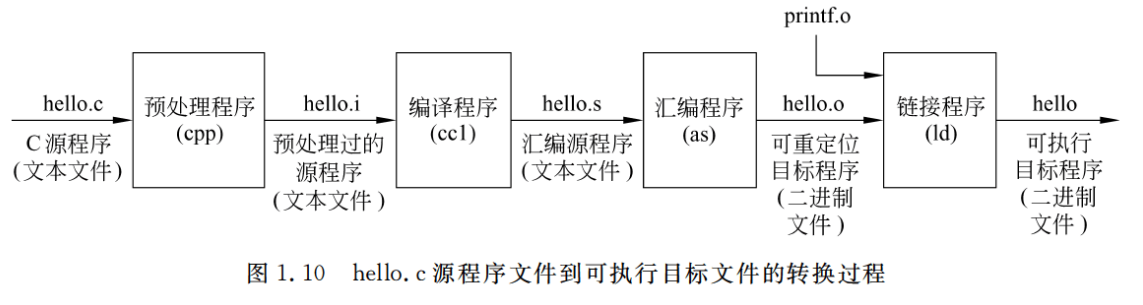 printf.o
hello.c
预处理程序
(cpp)
hello.i
编译程序
(cc1)
hello.s
汇编程序
(as)
hello.o
链接程序
(ld)
hello
C 源程序
(文本文件)
预处理过的
源程序
(文本文件)
汇编源程序
(文本文件)
可重定位
目标程序
(二进制
文件)
可执行
目标程序
(二进制
文件)
图 1.10 hello.c 源程序文件到可执行目标文件的转换过程